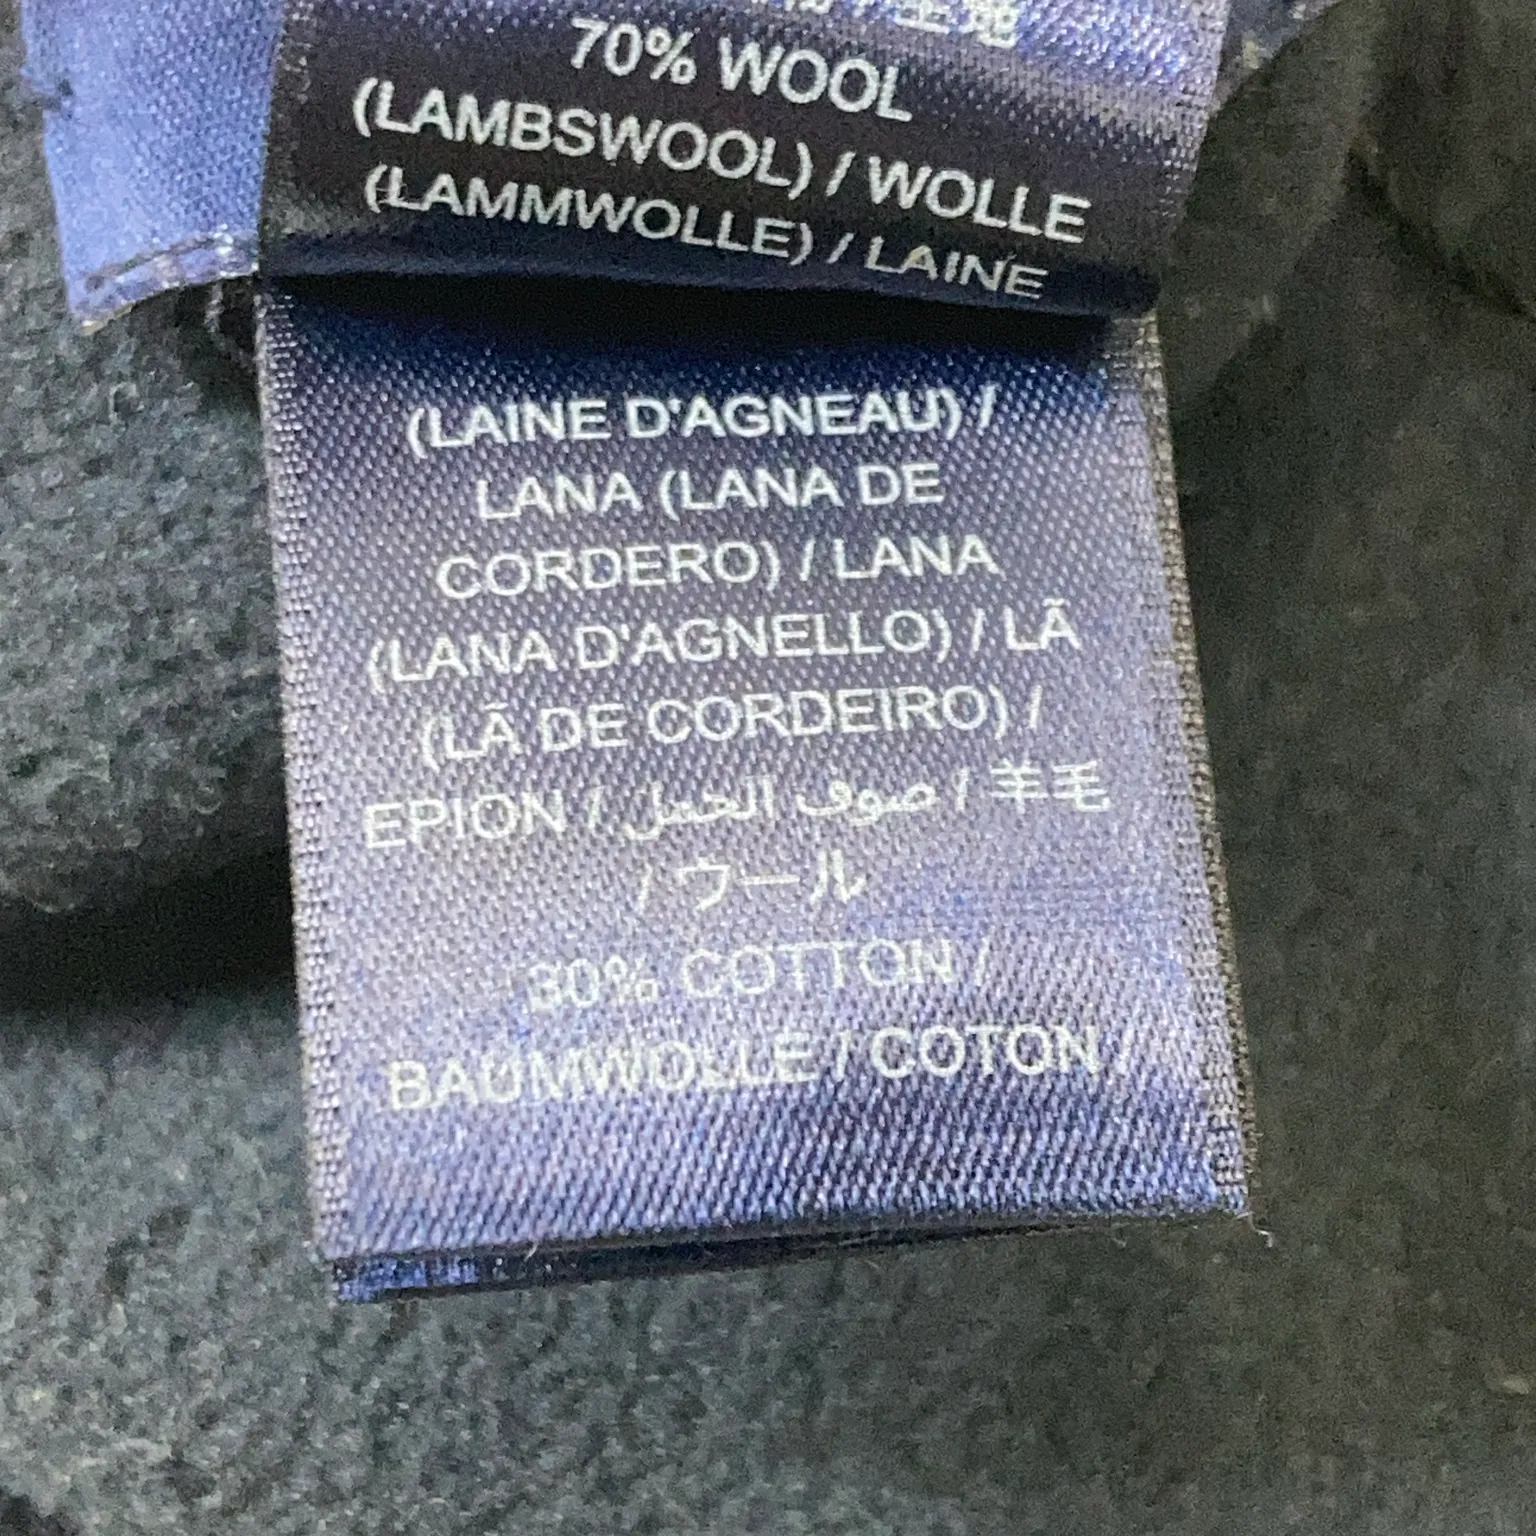 70% WOOL
(LAMBSWOOL) / WOLLE
(LAMMWOLLE) / LAINE
(LAINE D'AGNEAU) /
LANA (LANA DE
CORDERO) / LANA
(LANA D'AGNELLO) / LÃ
(LÃ DE CORDEIRO) /
EPION / صوف الحمل / 羊毛
/ ウール
30% COTTON /
BAUMWOLLE / COTON /